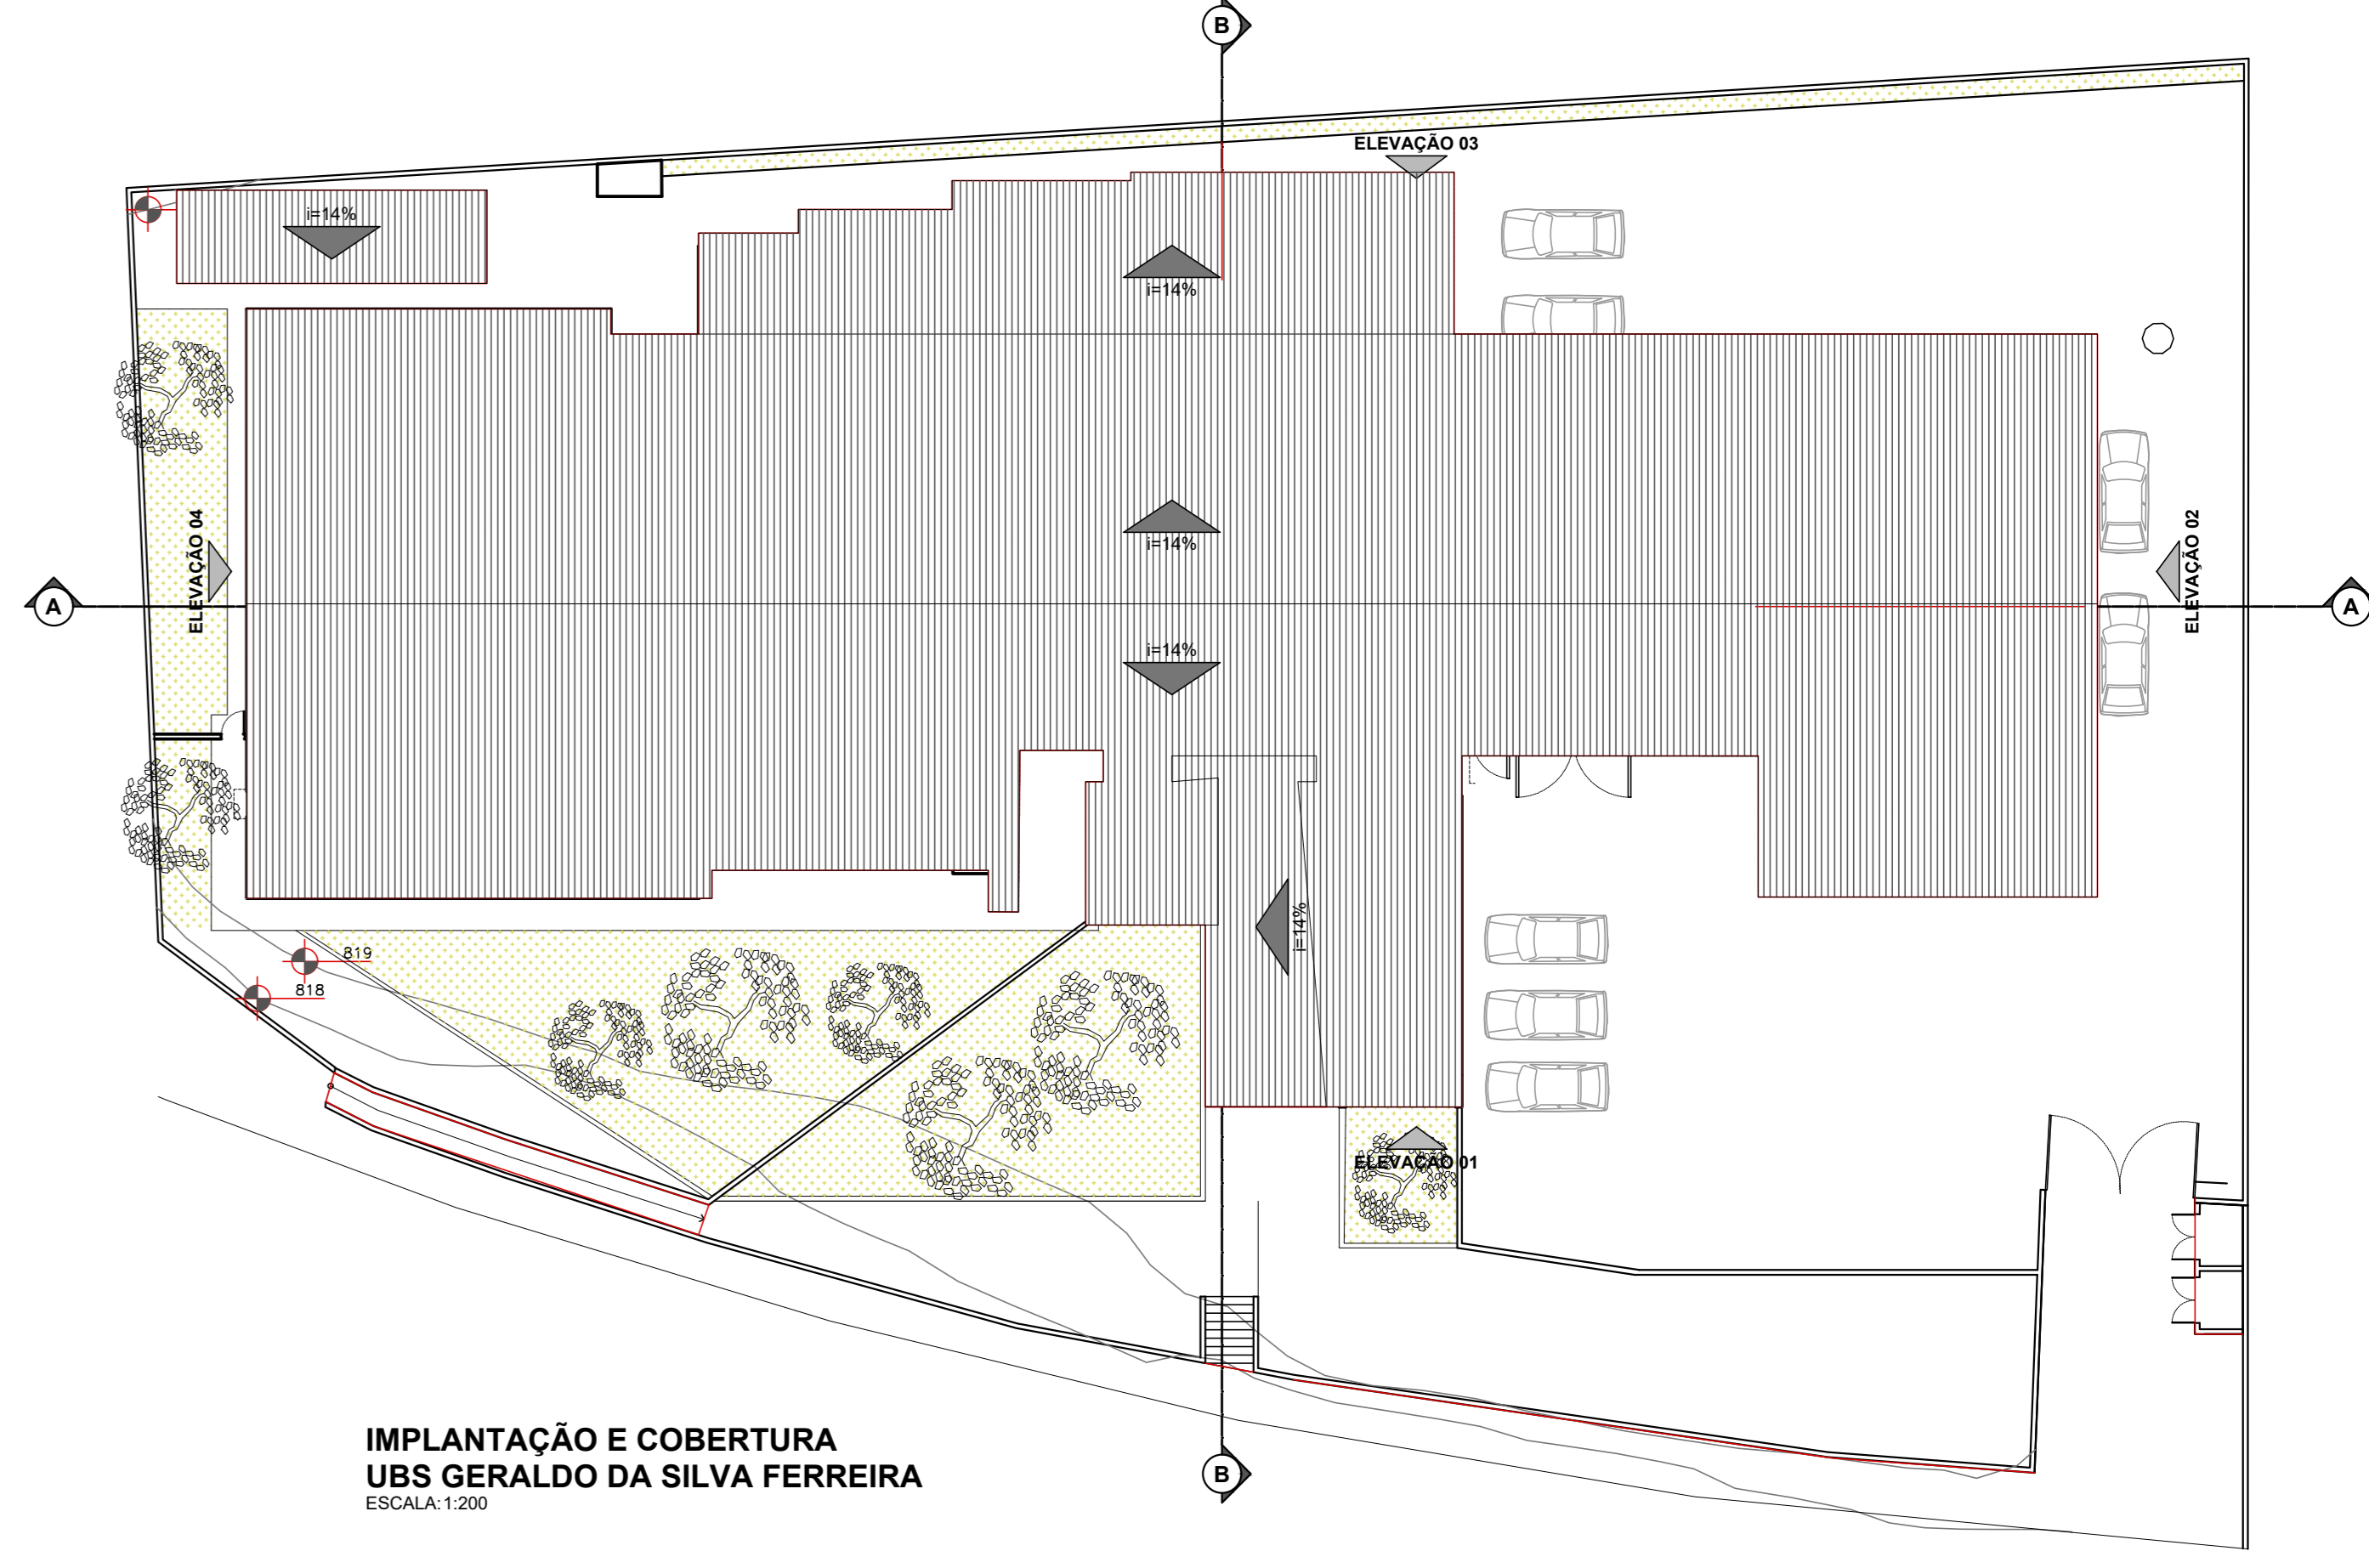 B
ELEVAÇÃO 03
i=14%
i=14%
i=14%
ELEVAÇÃO 04
ELEVAÇÃO 02
A
A
i=14%
i=14%
819
818
ELEVAÇÃO 01
IMPLANTAÇÃO E COBERTURA
UBS GERALDO DA SILVA FERREIRA
ESCALA: 1:200
B